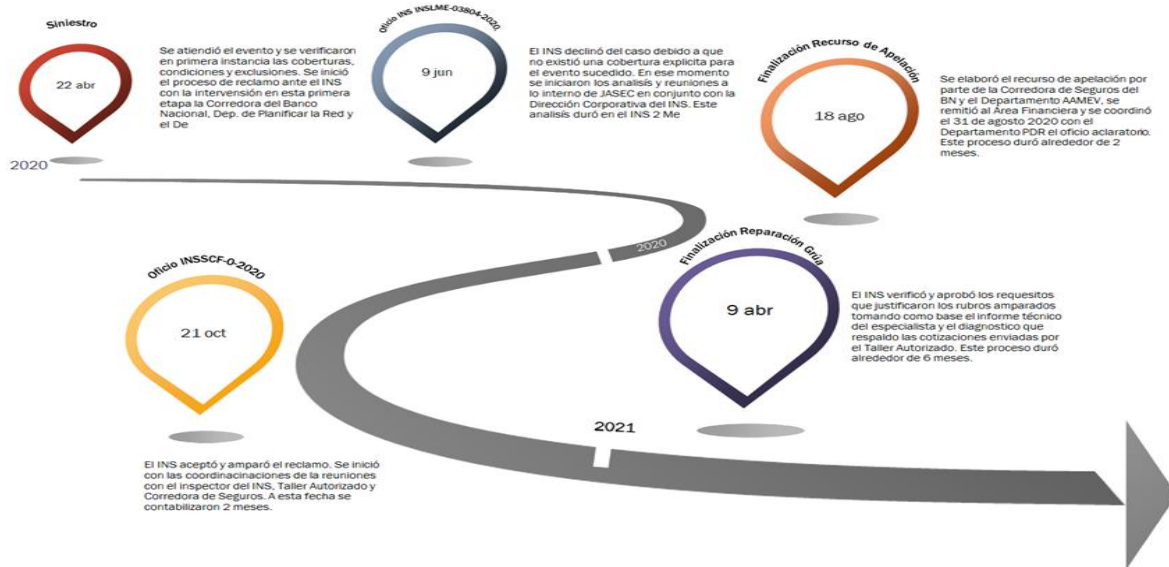 Siniestro
22 abr
Se atendió el evento y se verificaron
en primera instancia las coberturas,
condiciones y exclusiones. Se inició
el proceso de reclamo ante el INS
con la intervención en esta primera
etapa la Corredora del Banco
Nacional, Dep. de Planificar la Red y
el De
2020
Oficio INS INSLME-03804-2020
9 jun
El INS declinó del caso debido a que
no existió una cobertura explicita para
el evento sucedido. En ese momento
se iniciaron los analisis y reuniones a
lo interno de JASEC en conjunto con la
Dirección Corporativa del INS. Este
analisis duró en el INS 2 Me
Finalización Recurso de Apelación
18 ago
Se elaboró el recurso de apelación por
parte de la Corredora de Seguros del
BN y el Departamento AAMEV, se
remitió al Área Financiera y se coordinó
el 31 de agosto 2020 con el
Departamento PDR el oficio aclaratorio.
Este proceso duró alrededor de 2
meses.
2020
Oficio INSSCF-0-2020
21 oct
El INS aceptó y amparó el reclamo. Se inició
con las coordinacinaciones de la reuniones
con el inspector del INS, Taller Autorizado y
Corredora de Seguros. A esta fecha se
contabilizaron 2 meses.
Finalización Reparación Grúa
9 abr
El INS verificó y aprobó los requesitos
que justificaron los rubros amparados
tomando como base el informe técnico
del especialista y el diagnostico que
respaldo las cotizaciones enviadas por
el Taller Autorizado. Este proceso duró
alrededor de 6 meses.
2021